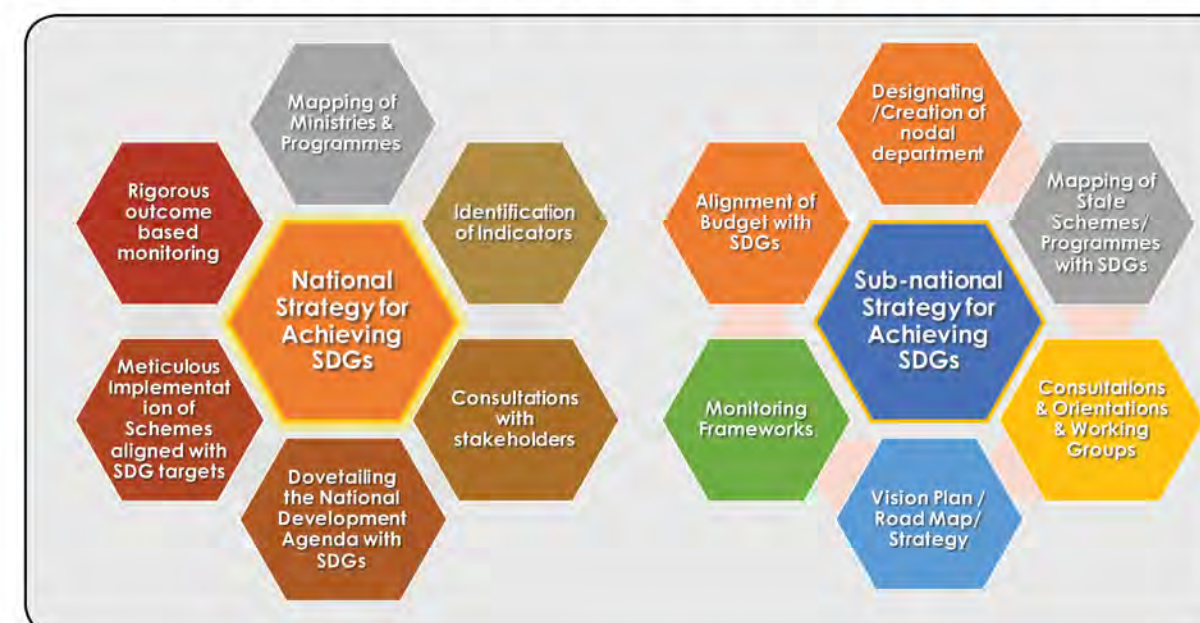 Mapping of
Ministries &
Programmes
Identification
of Indicators
Consultations
with
stakeholders
Dovetailing
the National
Development
Agenda with
SDGs
Meticulous
Implementat
ion of
Schemes
aligned with
SDG targets
Rigorous
outcome
based
monitoring
National
Strategy for
Achieving
SDGs
Designating
/Creation of
nodal
department
Mapping of
State
Schemes/
Programmes
with SDGs
Consultations
& Orientations
& Working
Groups
Vision Plan /
Road Map/
Strategy
Monitoring
Frameworks
Alignment of
Budget with
SDGs
Sub-national
Strategy for
Achieving
SDGs